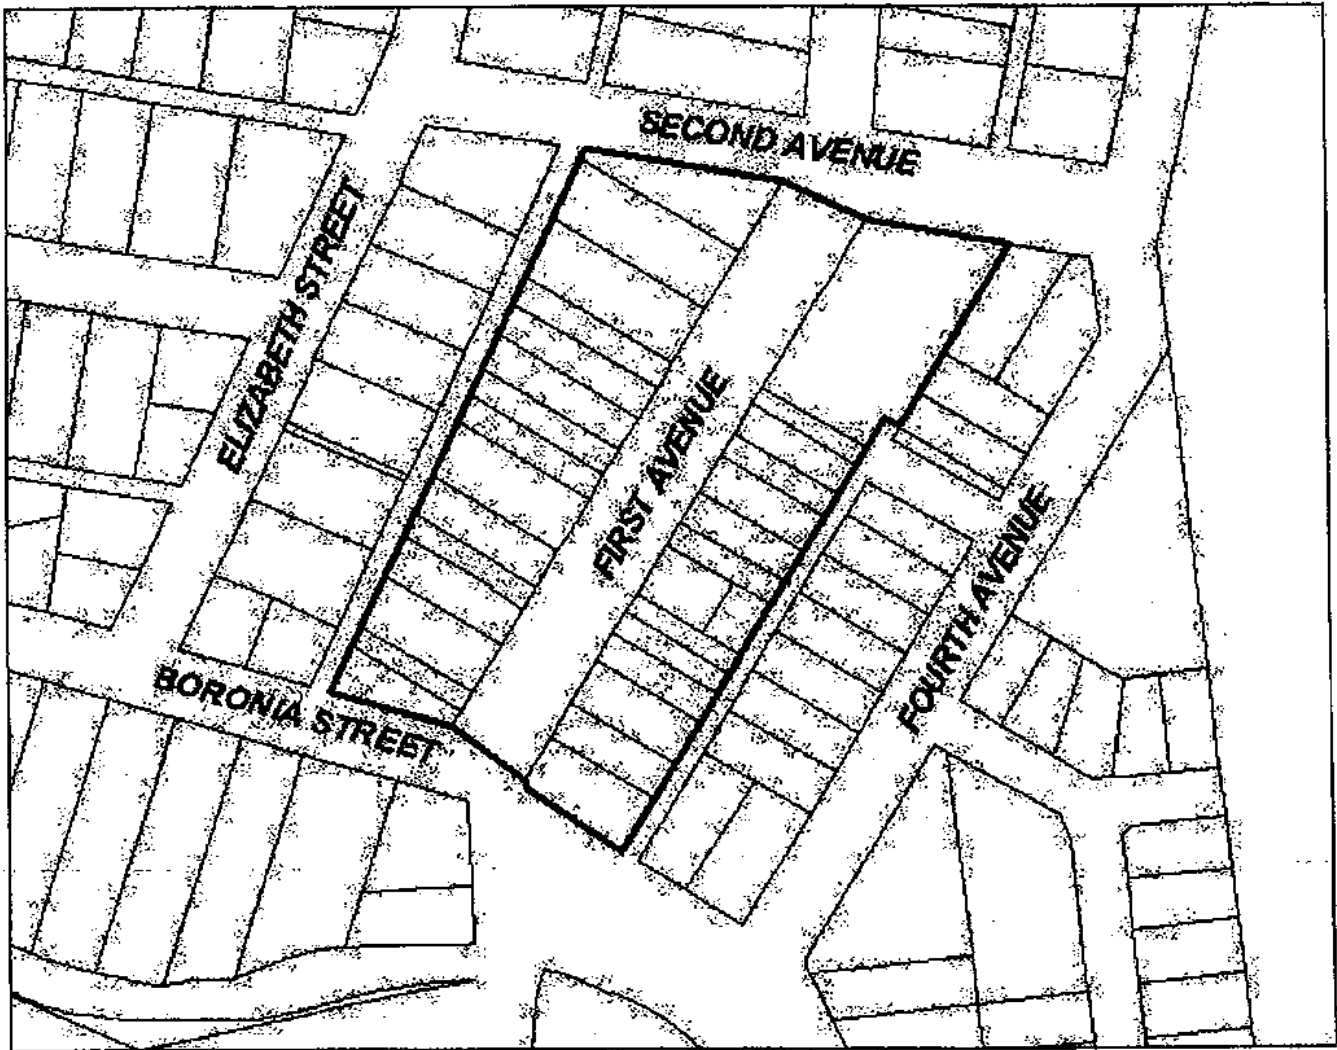 SECOND AVENUE
ELIZABETH STREET
FIRST AVENUE
FOURTH AVENUE
BORONIA STREET